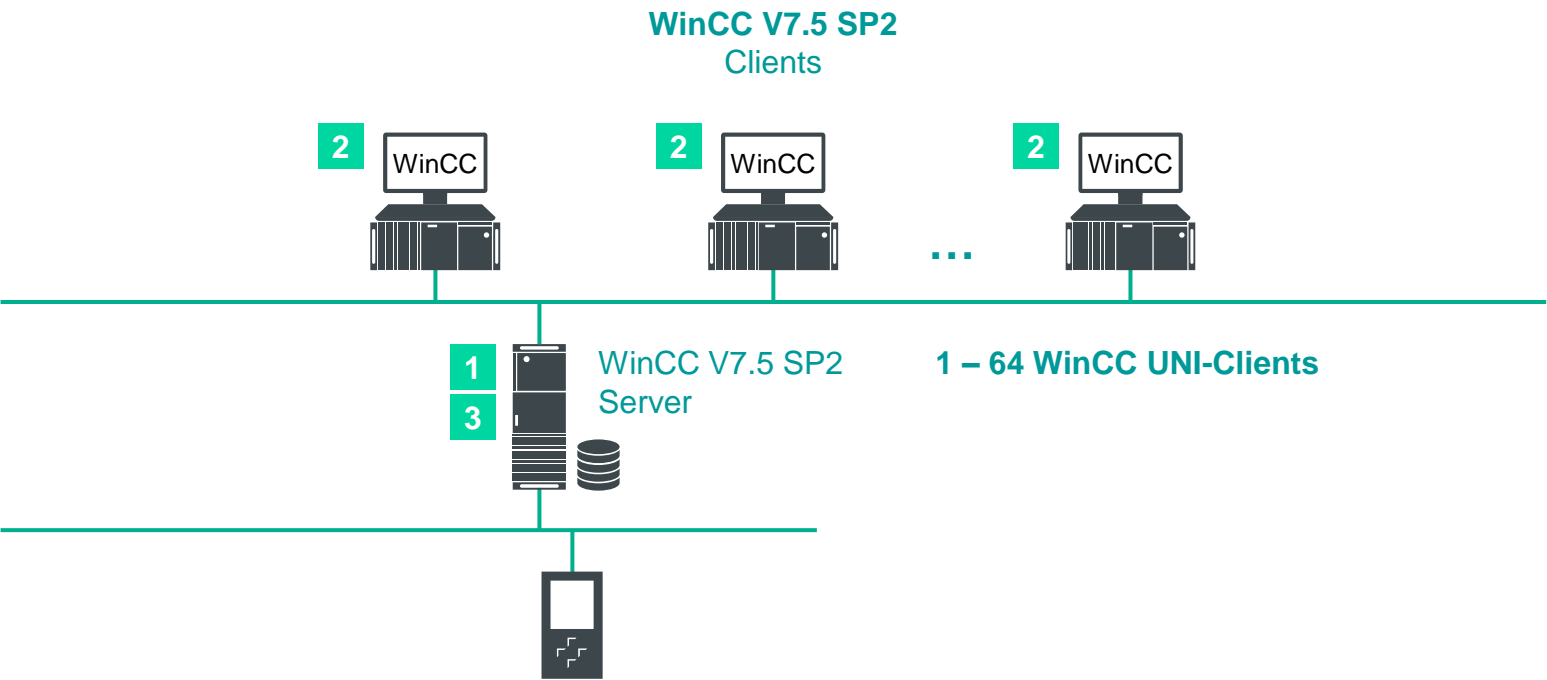 WinCC V7.5 SP2
Clients
2
WinCC
2
WinCC
2
WinCC
...
1
3
WinCC V7.5 SP2
Server
1 – 64 WinCC UNI-Clients